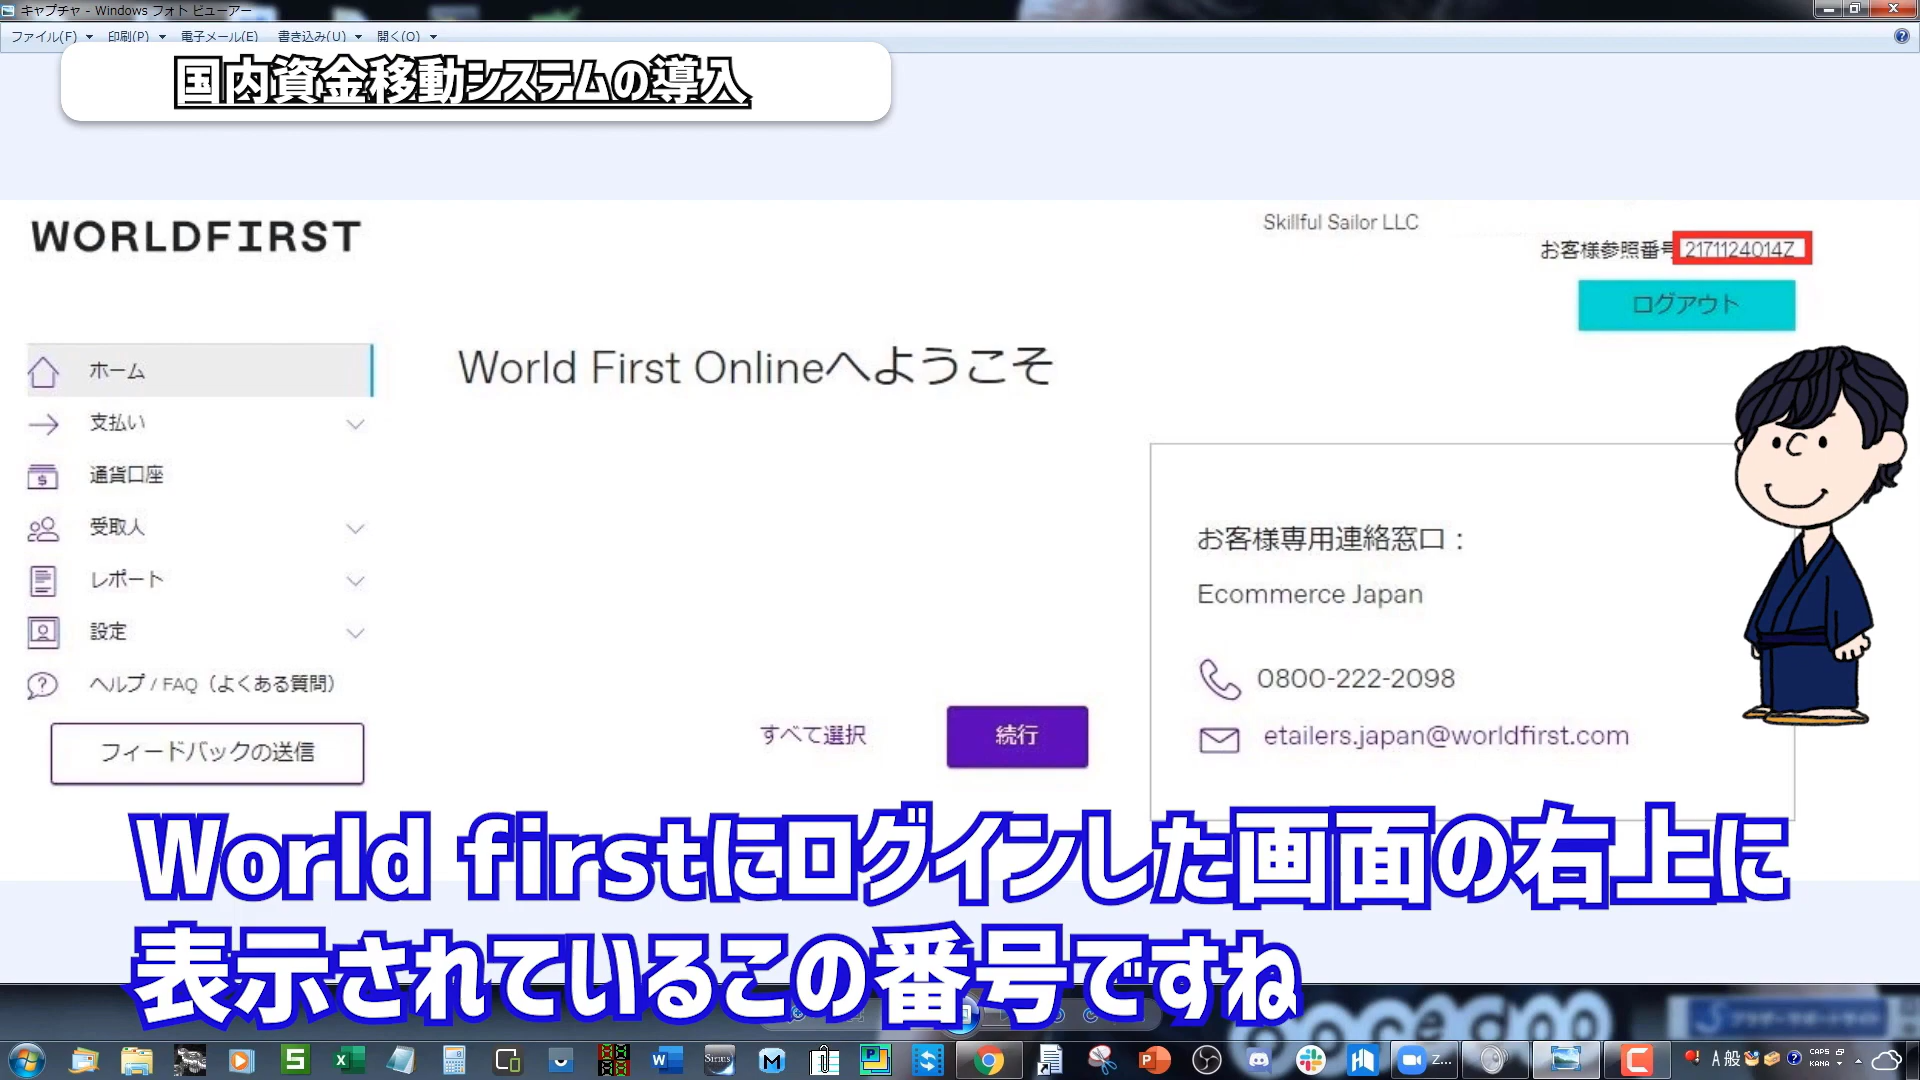 キャプチャ - Windows フォト ビューアー
ファイル(F) 印刷(P) 電子メール(E) 書き込み(U) 開く(O)
国内資金移動システムの導入
WORLDFIRST
Skillful Sailor LLC
お客様参照番号 2171124014Z
ログアウト
ホーム
World First Onlineへようこそ
支払い
通貨口座
受取人
レポート
設定
ヘルプ / FAQ（よくある質問）
フィードバックの送信
すべて選択
続行
お客様専用連絡窓口：
Ecommerce Japan
0800-222-2098
etailers.japan@worldfirst.com
World firstにログインした画面の右上に
表示されているこの番号ですね
Z...
A 般
CAPS
KANA